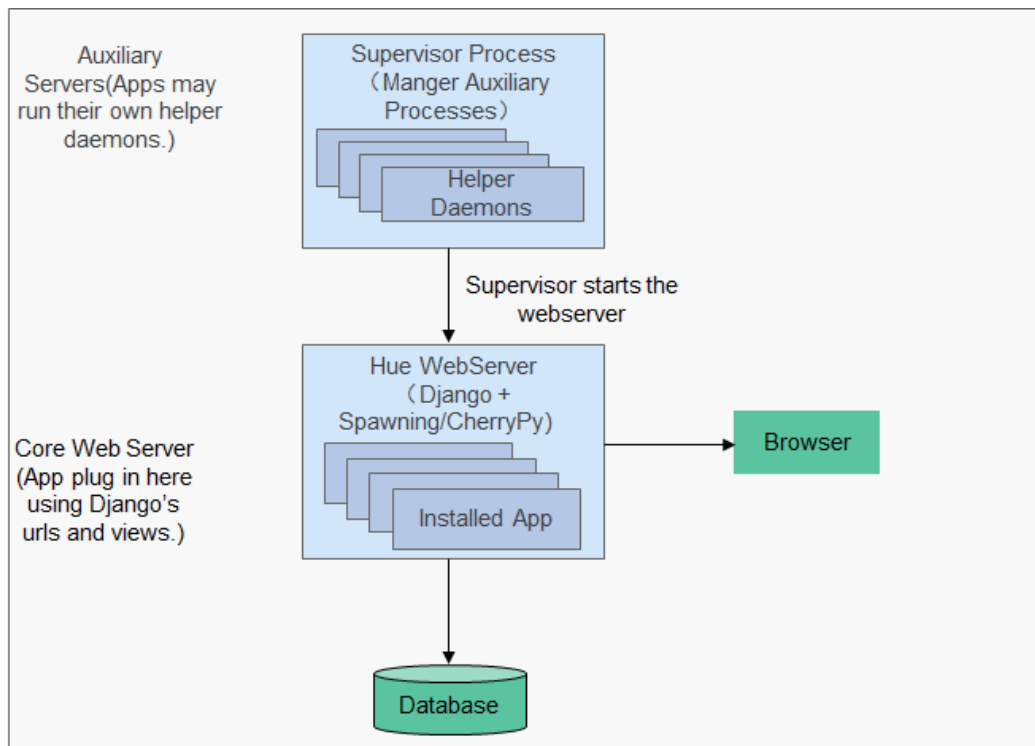 Auxiliary
Servers(Apps may
run their own helper
daemons.)
Supervisor Process
（Manger Auxiliary
Processes）
Helper
Daemons
Supervisor starts the
webserver
Hue WebServer
（Django +
Spawning/CherryPy)
Installed App
Core Web Server
(App plug in here
using Django's
urls and views.)
Browser
Database